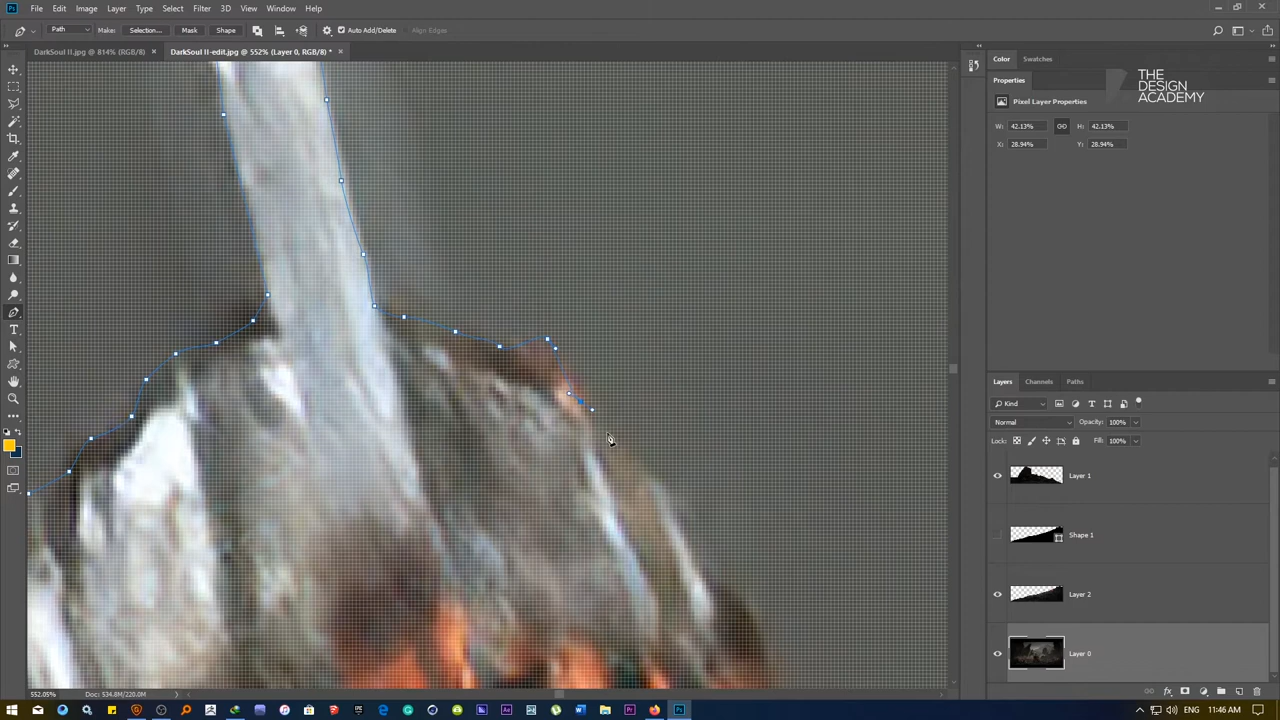 Ps File Edit Image Layer Type Select Filter 3D View Window Help
Path Makes: Selection... Mask Shape Auto Add/Delete Align Edges
DarkSoul II.jpg @ 814% (RGB/8) × DarkSoul II-edit.jpg @ 552% (Layer 0, RGB/8) * ×
Color Swatches
Properties
THE
DESIGN
ACADEMY
Pixel Layer Properties
W: 42.13% H: 42.13%
X: 28.94% Y: 28.94%
Layers Channels Paths
Kind
Normal Opacity: 100%
Lock: Fill: 100%
Layer 1
Shape 1
Layer 2
Layer 0
552.05% Doc: 534.8M/220.0M
ENG 11:46 AM